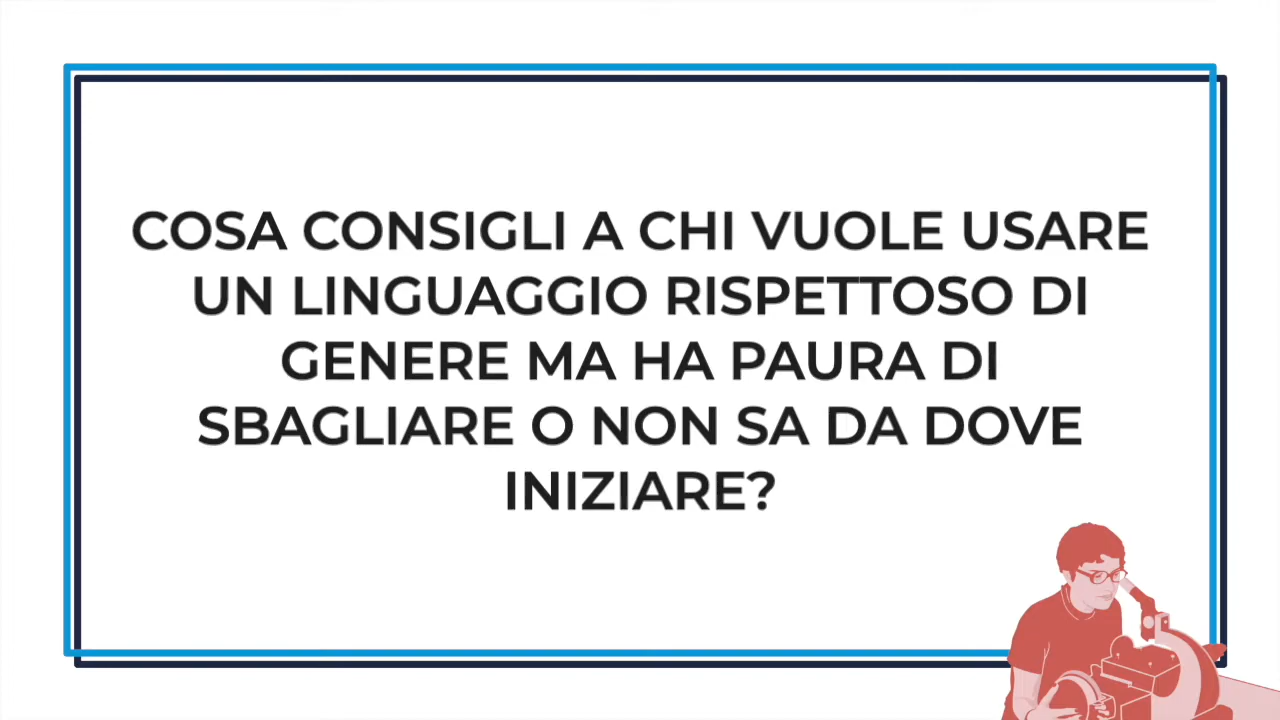 COSA CONSIGLI A CHI VUOLE USARE
UN LINGUAGGIO RISPETTOSO DI
GENERE MA HA PAURA DI
SBAGLIARE O NON SA DA DOVE
INIZIARE?